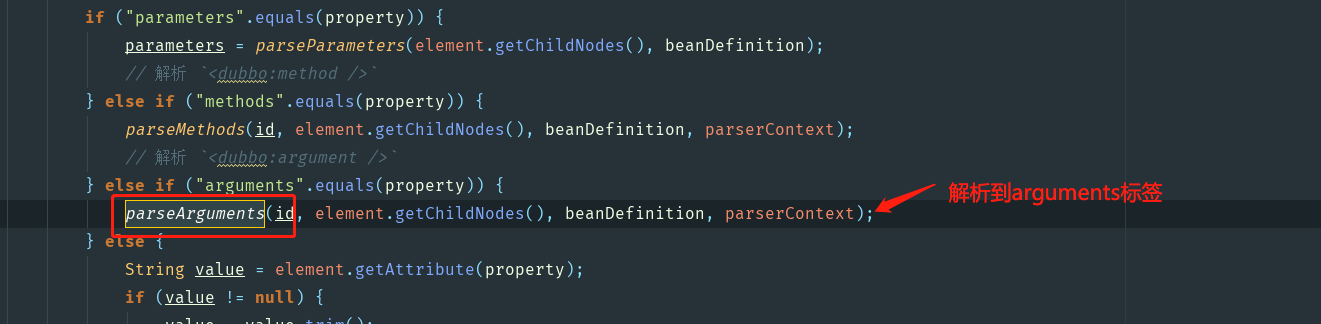 if ("parameters".equals(property)) {
parameters = parseParameters(element.getChildNodes(), beanDefinition);
// 解析 `<dubbo:method />`
} else if ("methods".equals(property)) {
parseMethods(id, element.getChildNodes(), beanDefinition, parserContext);
// 解析 `<dubbo:argument />`
} else if ("arguments".equals(property)) {
parseArguments(id, element.getChildNodes(), beanDefinition, parserContext); 解析到arguments标签
} else {
String value = element.getAttribute(property);
if (value != null) {
value = value.trim();